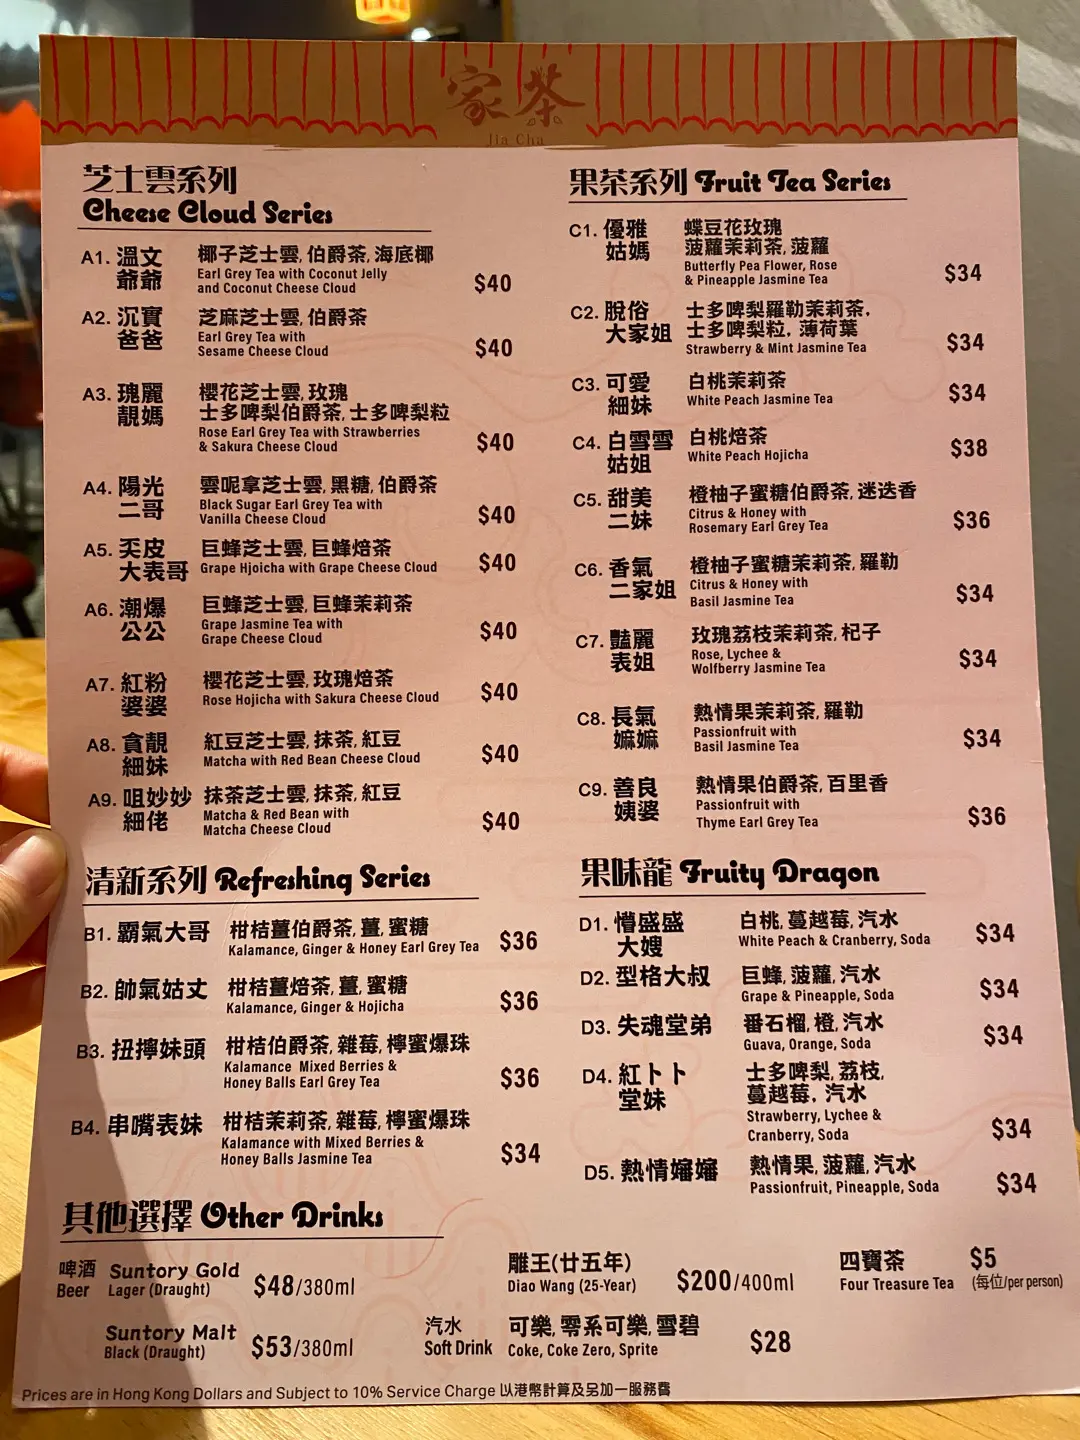 家茶
Jia Cha
芝士雲系列
Cheese Cloud Series
A1. 溫文爺爺
椰子芝士雲, 伯爵茶, 海底椰
Earl Grey Tea with Coconut Jelly
and Coconut Cheese Cloud
$40
A2. 沉實爸爸
芝麻芝士雲, 伯爵茶
Earl Grey Tea with
Sesame Cheese Cloud
$40
A3. 瑰麗靚媽
櫻花芝士雲, 玫瑰
士多啤梨伯爵茶, 士多啤梨粒
Rose Earl Grey Tea with Strawberries
& Sakura Cheese Cloud
$40
A4. 陽光二哥
雲呢拿芝士雲, 黑糖, 伯爵茶
Black Sugar Earl Grey Tea with
Vanilla Cheese Cloud
$40
A5. 奀皮大表哥
巨蜂芝士雲, 巨蜂焙茶
Grape Hjoicha with Grape Cheese Cloud
$40
A6. 潮爆公公
巨蜂芝士雲, 巨蜂茉莉茶
Grape Jasmine Tea with
Grape Cheese Cloud
$40
A7. 紅粉婆婆
櫻花芝士雲, 玫瑰焙茶
Rose Hojicha with Sakura Cheese Cloud
$40
A8. 貪靚細妹
紅豆芝士雲, 抹茶, 紅豆
Matcha with Red Bean Cheese Cloud
$40
A9. 咀妙妙細佬
抹茶芝士雲, 抹茶, 紅豆
Matcha & Red Bean with
Matcha Cheese Cloud
$40
清新系列 Refreshing Series
B1. 霸氣大哥
柑桔薑伯爵茶, 薑, 蜜糖
Kalamance, Ginger & Honey Earl Grey Tea
$36
B2. 帥氣姑丈
柑桔薑焙茶, 薑, 蜜糖
Kalamance, Ginger & Hojicha
$36
B3. 扭擰妹頭
柑桔伯爵茶, 雜莓, 檸蜜爆珠
Kalamance Mixed Berries &
Honey Balls Earl Grey Tea
$36
B4. 串嘴表妹
柑桔茉莉茶, 雜莓, 檸蜜爆珠
Kalamance with Mixed Berries &
Honey Balls Jasmine Tea
$34
果茶系列 Fruit Tea Series
C1. 優雅姑媽
蝶豆花玫瑰
菠蘿茉莉茶, 菠蘿
Butterfly Pea Flower, Rose
& Pineapple Jasmine Tea
$34
C2. 脫俗大家姐
士多啤梨羅勒茉莉茶,
士多啤梨粒, 薄荷葉
Strawberry & Mint Jasmine Tea
$34
C3. 可愛細妹
白桃茉莉茶
White Peach Jasmine Tea
$34
C4. 白雪雪姑姐
白桃焙茶
White Peach Hojicha
$38
C5. 甜美二妹
橙柚子蜜糖伯爵茶, 迷迭香
Citrus & Honey with
Rosemary Earl Grey Tea
$36
C6. 香氣二家姐
橙柚子蜜糖茉莉茶, 羅勒
Citrus & Honey with
Basil Jasmine Tea
$34
C7. 豔麗表姐
玫瑰荔枝茉莉茶, 杞子
Rose, Lychee &
Wolfberry Jasmine Tea
$34
C8. 長氣嫲嫲
熱情果茉莉茶, 羅勒
Passionfruit with
Basil Jasmine Tea
$34
C9. 善良姨婆
熱情果伯爵茶, 百里香
Passionfruit with
Thyme Earl Grey Tea
$36
果味龍 Fruity Dragon
D1. 懵盛盛大嫂
白桃, 蔓越莓, 汽水
White Peach & Cranberry, Soda
$34
D2. 型格大叔
巨蜂, 菠蘿, 汽水
Grape & Pineapple, Soda
$34
D3. 失魂堂弟
番石榴, 橙, 汽水
Guava, Orange, Soda
$34
D4. 紅卜卜堂妹
士多啤梨, 荔枝,
蔓越莓, 汽水
Strawberry, Lychee &
Cranberry, Soda
$34
D5. 熱情嬸嬸
熱情果, 菠蘿, 汽水
Passionfruit, Pineapple, Soda
$34
其他選擇 Other Drinks
啤酒 Suntory Gold
Beer Lager (Draught)
$48/380ml
Suntory Malt
Black (Draught)
$53/380ml
雕王(廿五年)
Diao Wang (25-Year)
$200/400ml
四寶茶
Four Treasure Tea
$5
(每位/per person)
汽水
Soft Drink
可樂, 零系可樂, 雪碧
Coke, Coke Zero, Sprite
$28
Prices are in Hong Kong Dollars and Subject to 10% Service Charge 以港幣計算及另加一服務費